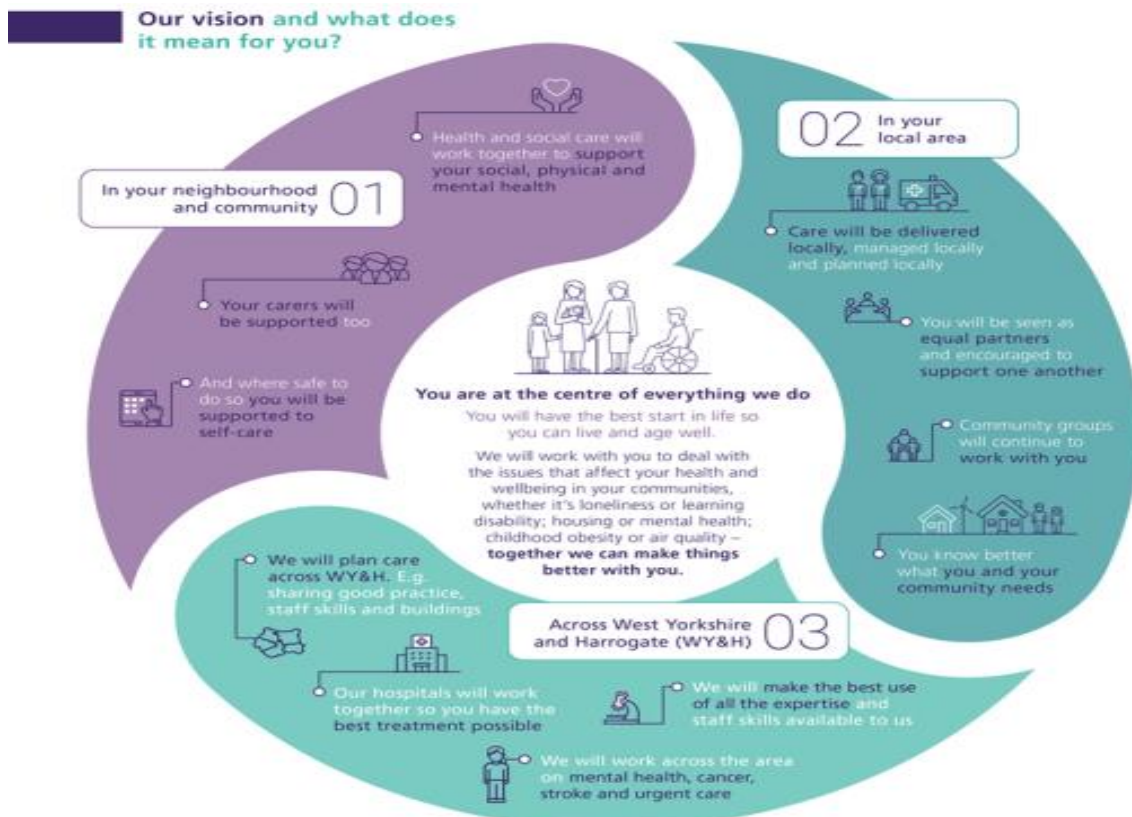 Our vision and what does
it mean for you?
In your neighbourhood
and community 01
Health and social care will
work together to support
your social, physical and
mental health
Your carers will
be supported too
And where safe to
do so you will be
supported to
self-care
02 In your
local area
Care will be delivered
locally, managed locally
and planned locally
You will be seen as
equal partners
and encouraged to
support one another
Community groups
will continue to
work with you
You know better
what you and your
community needs
You are at the centre of everything we do
You will have the best start in life so
you can live and age well.
We will work with you to deal with
the issues that affect your health and
wellbeing in your communities,
whether it's loneliness or learning
disability; housing or mental health;
childhood obesity or air quality –
together we can make things
better with you.
Across West Yorkshire
and Harrogate (WY&H) 03
We will plan care
across WY&H. E.g.
sharing good practice,
staff skills and buildings
Our hospitals will work
together so you have the
best treatment possible
We will make the best use
of all the expertise and
staff skills available to us
We will work across the area
on mental health, cancer,
stroke and urgent care